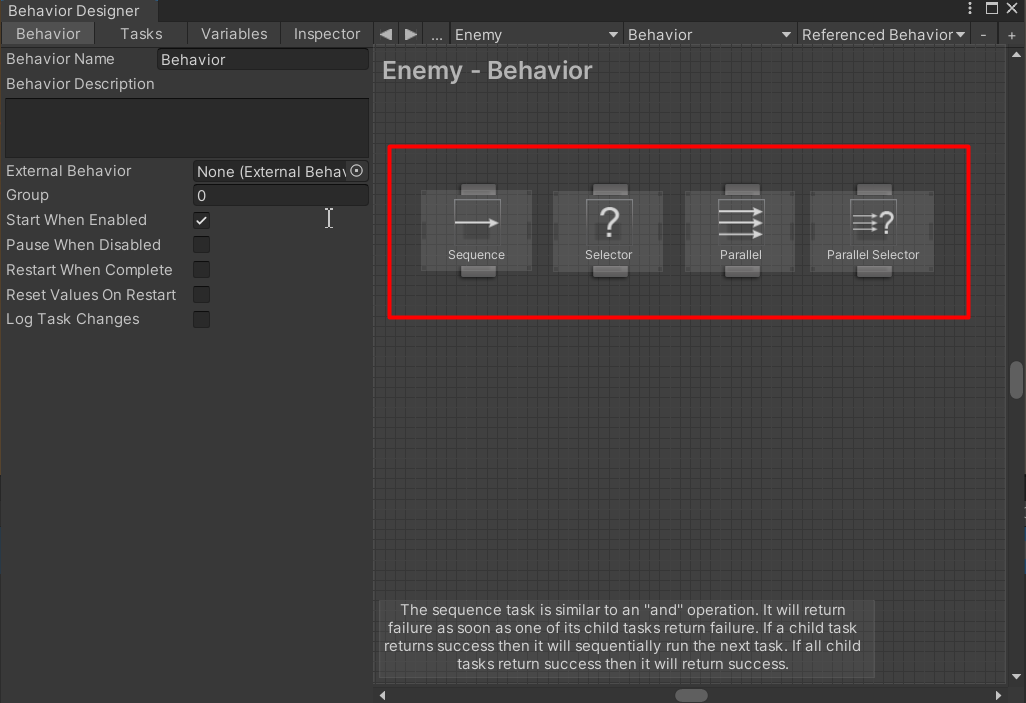 Behavior Designer
Behavior Tasks Variables Inspector ... Enemy Behavior Referenced Behavior - +
Behavior Name Behavior
Behavior Description
External Behavior None (External Behav
Group 0
Start When Enabled
Pause When Disabled
Restart When Complete
Reset Values On Restart
Log Task Changes
Enemy - Behavior
? ?
Sequence Selector Parallel Parallel Selector
The sequence task is similar to an "and" operation. It will return
failure as soon as one of its child tasks return failure. If a child task
returns success then it will sequentially run the next task. If all child
tasks return success then it will return success.